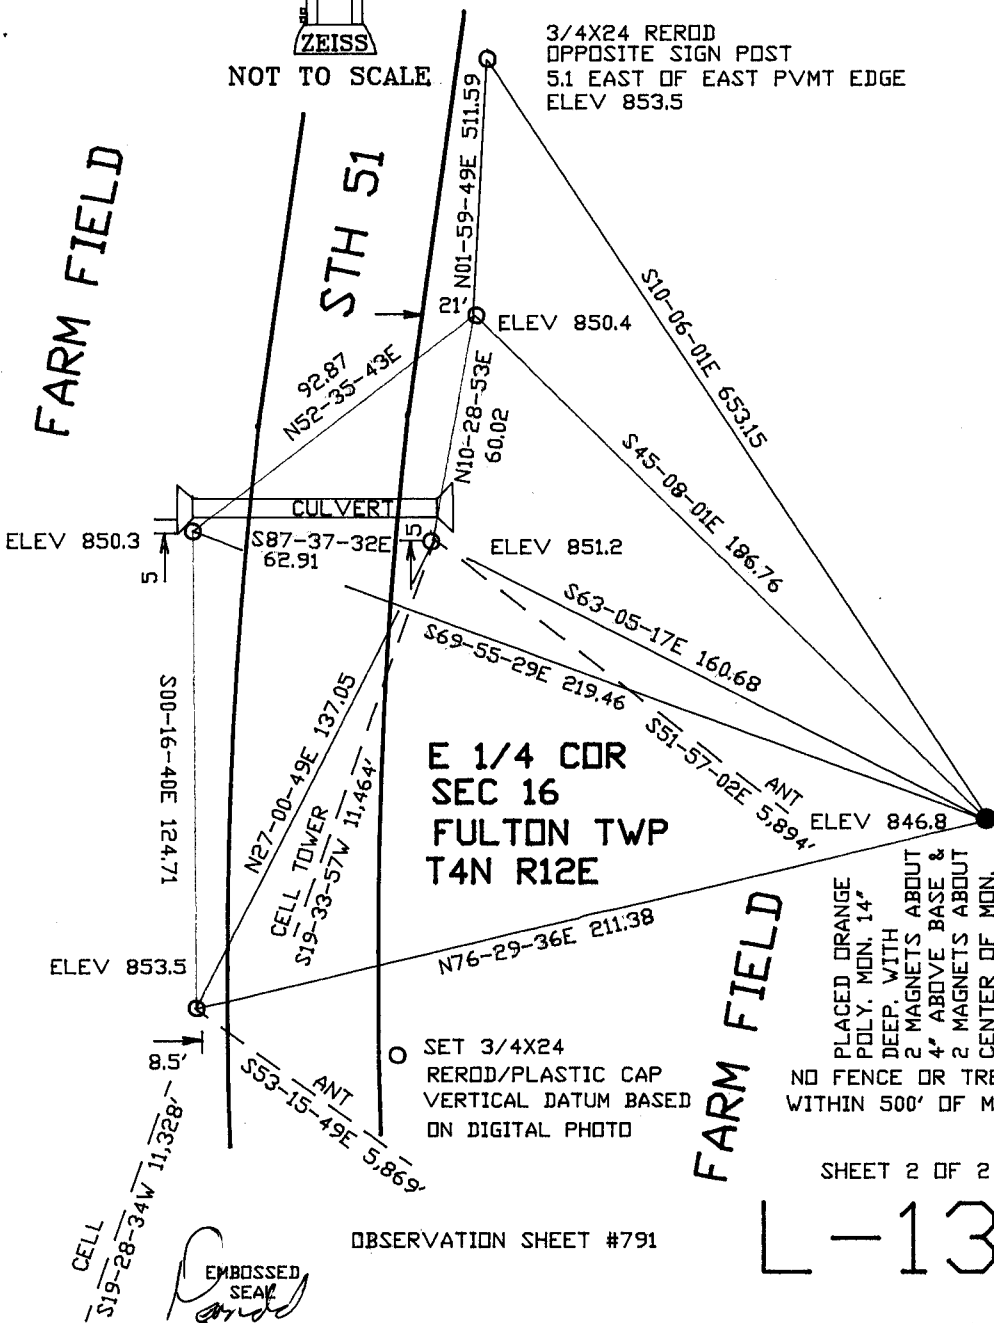 ZEISS
NOT TO SCALE
3/4X24 REROD
OPPOSITE SIGN POST
5.1 EAST OF EAST PVMT EDGE
ELEV 853.5
FARM FIELD
STH 51
N01-59-49E 511.59
21'
ELEV 850.4
S10-06-01E 653.15
92.87
N52-35-43E
N10-28-53E
60.02
S45-08-01E 186.76
CULVERT
ELEV 850.3
S87-37-32E
62.91
5
5
ELEV 851.2
S63-05-17E 160.68
S69-55-29E 219.46
S51-57-02E 5,894'
ANT
S00-16-40E 124.71
N27-00-49E 137.05
CELL TOWER
S19-33-57W 11,464'
E 1/4 COR
SEC 16
FULTON TWP
T4N R12E
ELEV 846.8
N76-29-36E 211.38
ELEV 853.5
8.5'
ANT
S53-15-49E 5,869'
SET 3/4X24
REROD/PLASTIC CAP
VERTICAL DATUM BASED
ON DIGITAL PHOTO
FARM FIELD
PLACED ORANGE
POLY. MON. 14"
DEEP. WITH
2 MAGNETS ABOUT
4" ABOVE BASE &
2 MAGNETS ABOUT
CENTER OF MON.
NO FENCE OR TRE
WITHIN 500' OF M
SHEET 2 OF 2
L-13
CELL
S19-28-34W 11,328'
OBSERVATION SHEET #791
EMBOSSED
SEAL